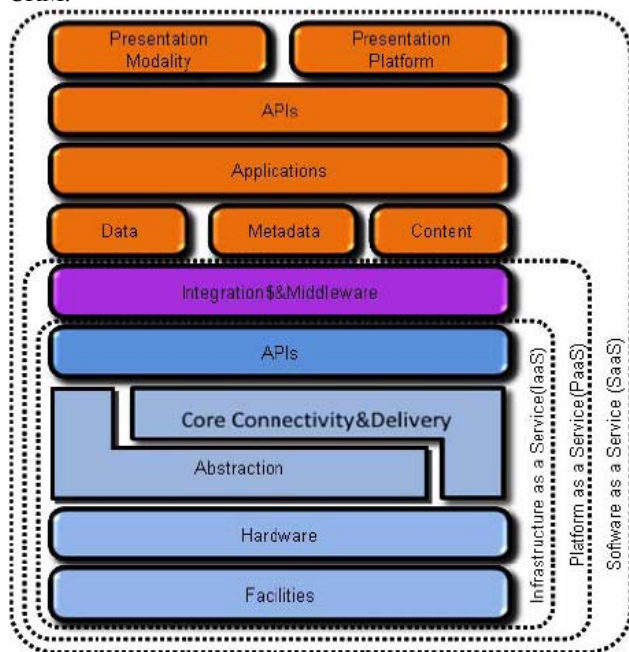 Presentation
Modality
Presentation
Platform
APIs
Applications
Data
Metadata
Content
Integration$&Middleware
APIs
Core Connectivity&Delivery
Abstraction
Hardware
Facilities
Infrastructure as a Service(IaaS)
Platform as a Service(PaaS)
Software as a Service (SaaS)